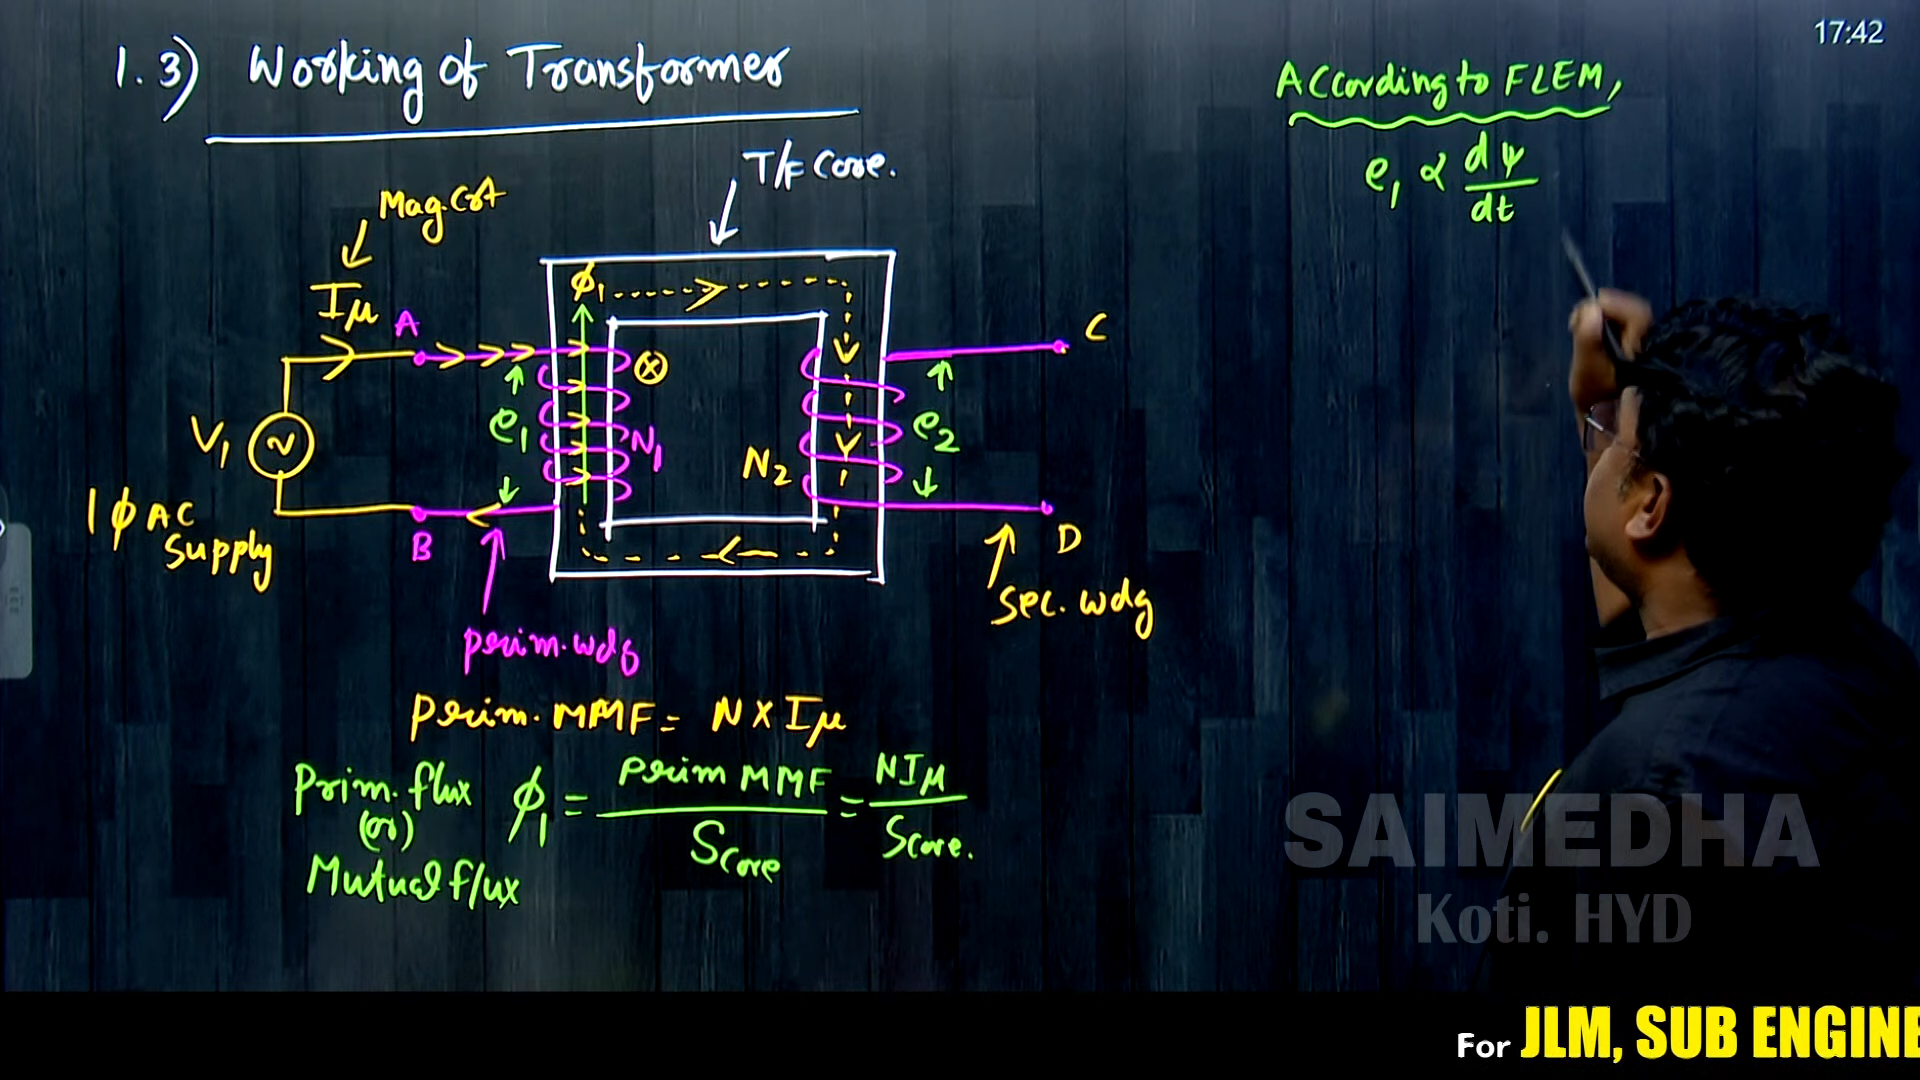 17:42
1.3) Working of Transformer
According to FLEM,
e₁ ∝ dψ/dt
T/F Core.
Mag.Crt
Iμ
A
ϕ₁
C
⊗
V₁
e₁
N₁
N₂
e₂
1ϕ AC
Supply
B
D
Sec. wdg
prim.wdg
prim. MMF = N X Iμ
Prim. flux
(or)
Mutual flux
ϕ₁ = prim MMF/Score = NIμ/Score.
SAIMEDHA
Koti. HYD
For JLM, SUB ENGINE